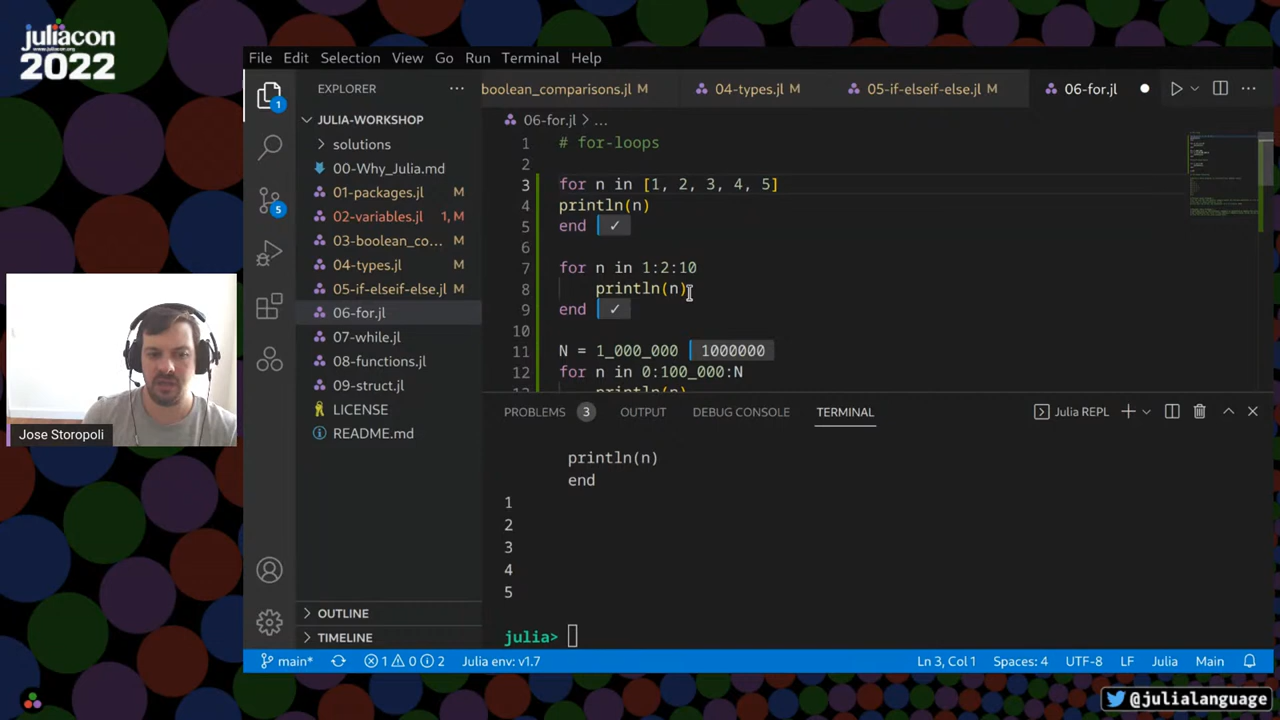 juliacon
www.juliacon.org
2022
File Edit Selection View Go Run Terminal Help
EXPLORER
boolean_comparisons.jl M
04-types.jl M
05-if-elseif-else.jl M
06-for.jl
1
JULIA-WORKSHOP
solutions
00-Why_Julia.md
01-packages.jl M
02-variables.jl 1, M
03-boolean_co... M
04-types.jl M
05-if-elseif-else.jl M
06-for.jl
07-while.jl
08-functions.jl
09-struct.jl
LICENSE
README.md
5
06-for.jl > ...
1 # for-loops
2
3 for n in [1, 2, 3, 4, 5]
4 println(n)
5 end ✓
6
7 for n in 1:2:10
8 println(n)
9 end ✓
10
11 N = 1_000_000 1000000
12 for n in 0:100_000:N
println(n)
PROBLEMS 3 OUTPUT DEBUG CONSOLE TERMINAL
Julia REPL
println(n)
end
1
2
3
4
5
julia>
Jose Storopoli
OUTLINE
TIMELINE
main* 1 0 2 Julia env: v1.7 Ln 3, Col 1 Spaces: 4 UTF-8 LF Julia Main
@julialanguage